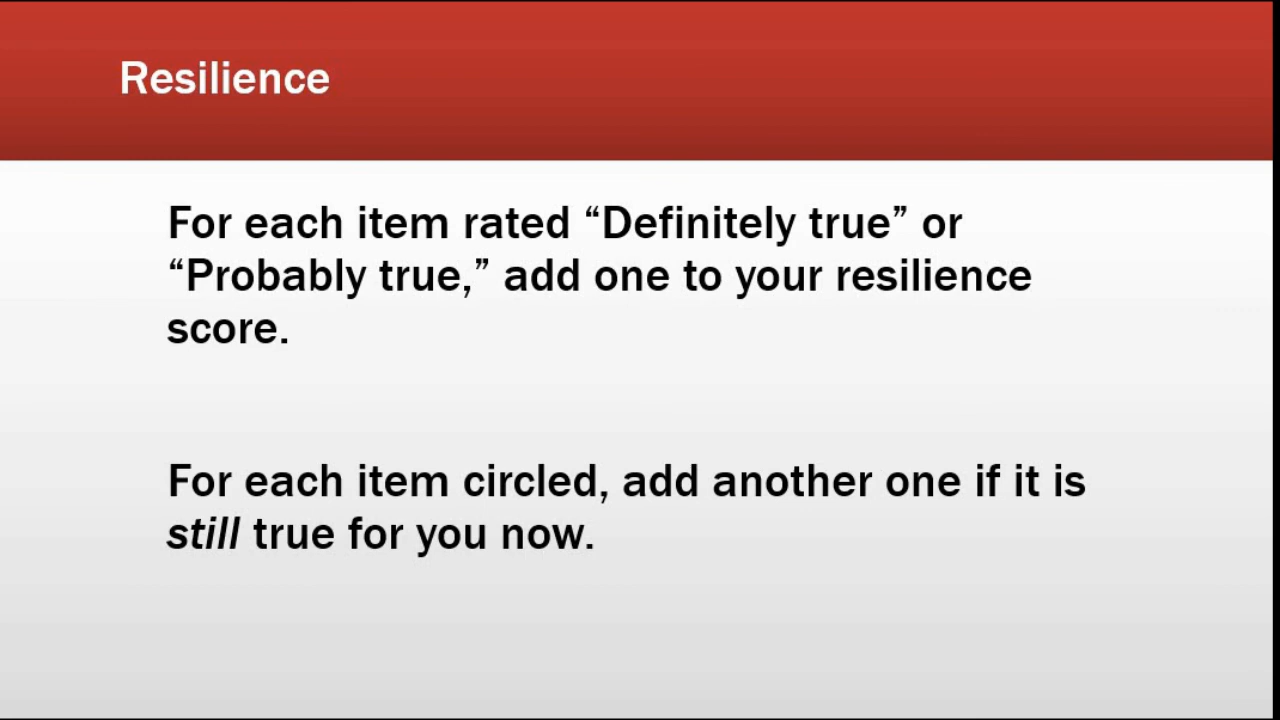 Resilience
For each item rated “Definitely true” or
“Probably true,” add one to your resilience
score.
For each item circled, add another one if it is
still true for you now.